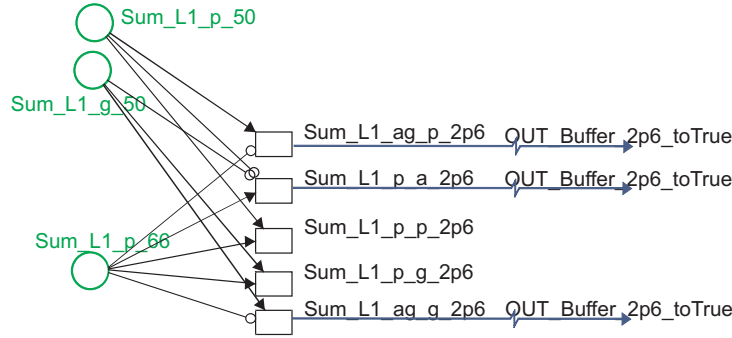 Sum_L1_p_50
Sum_L1_g_50
Sum_L1_ag_p_2p6 OUT_Buffer_2p6_toTrue
Sum_L1_p_a_2p6 OUT_Buffer_2p6_toTrue
Sum_L1_p_p_2p6
Sum_L1_p_66
Sum_L1_p_g_2p6
Sum_L1_ag_g_2p6 OUT_Buffer_2p6_toTrue